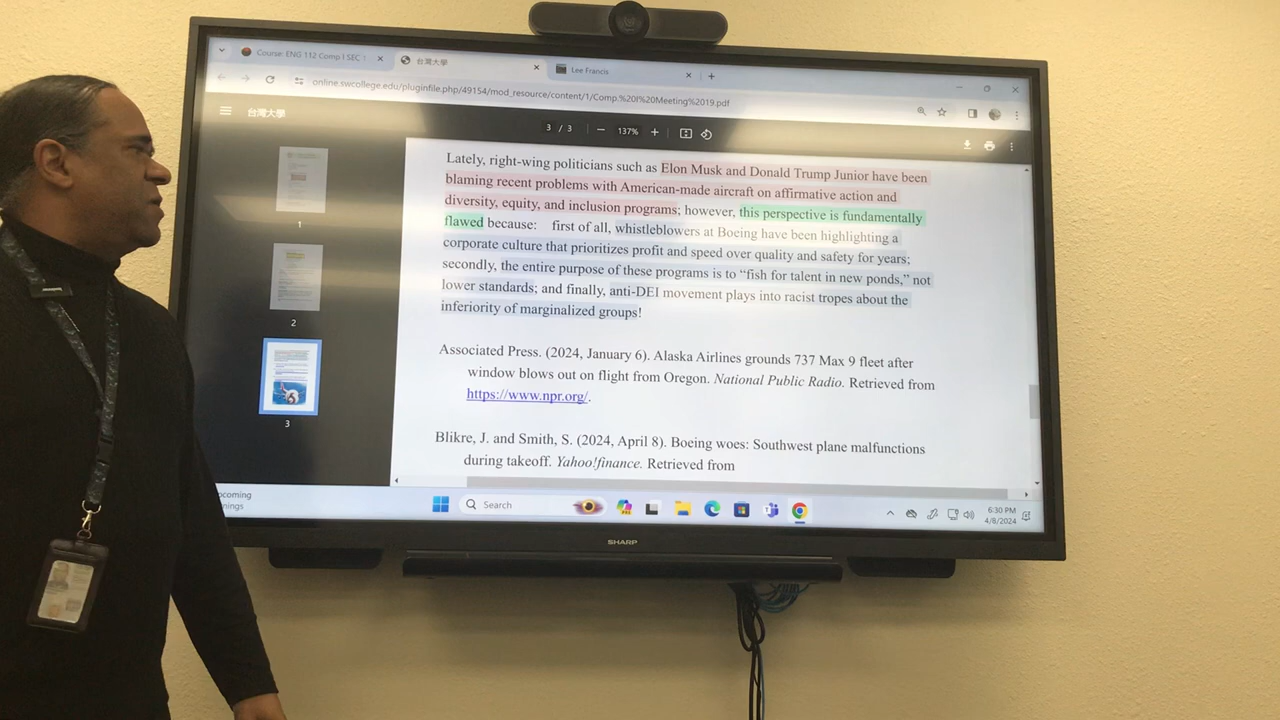 Course: ENG 112 Comp I SEC 1
台灣大學
Lee Francis
online.swcollege.edu/pluginfile.php/49154/mod_resource/content/1/Comp.%20I%20Meeting%2019.pdf
台灣大學
3 / 3
137%
1
2
3
Lately, right-wing politicians such as Elon Musk and Donald Trump Junior have been
blaming recent problems with American-made aircraft on affirmative action and
diversity, equity, and inclusion programs; however, this perspective is fundamentally
flawed because: first of all, whistleblowers at Boeing have been highlighting a
corporate culture that prioritizes profit and speed over quality and safety for years;
secondly, the entire purpose of these programs is to “fish for talent in new ponds,” not
lower standards; and finally, anti-DEI movement plays into racist tropes about the
inferiority of marginalized groups!
Associated Press. (2024, January 6). Alaska Airlines grounds 737 Max 9 fleet after
window blows out on flight from Oregon. National Public Radio. Retrieved from
https://www.npr.org/.
Blikre, J. and Smith, S. (2024, April 8). Boeing woes: Southwest plane malfunctions
during takeoff. Yahoo!finance. Retrieved from
Search
6:30 PM
4/8/2024
SHARP